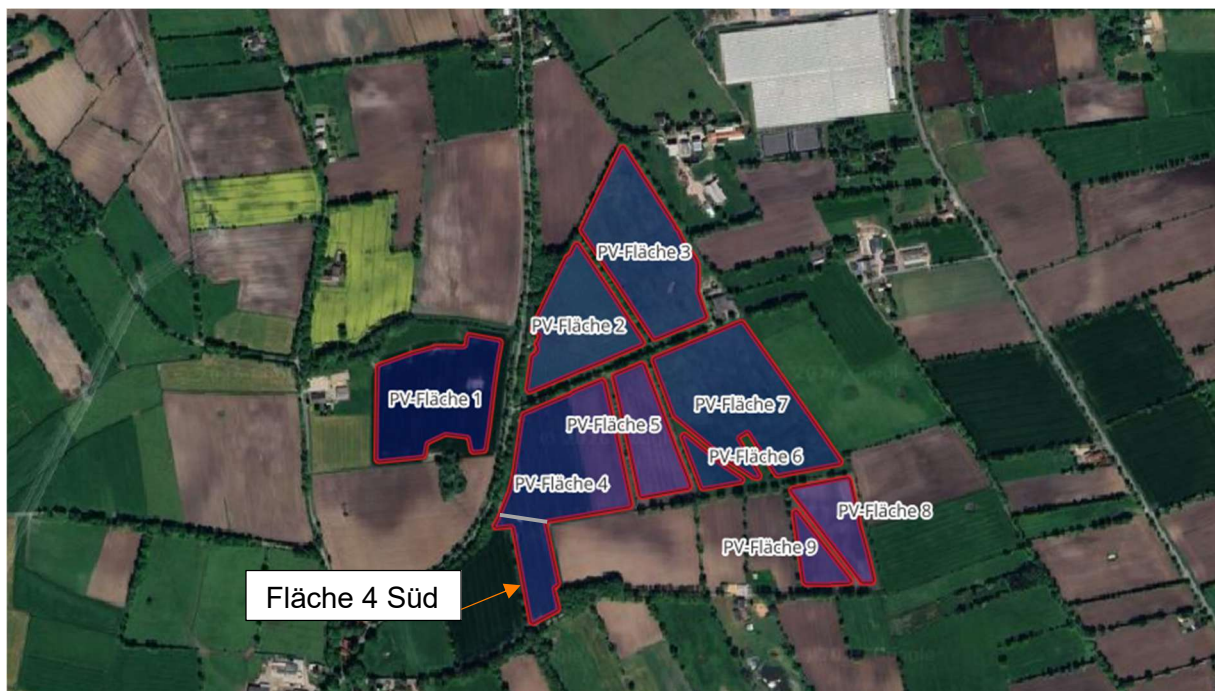 PV-Fläche 3
PV-Fläche 2
PV-Fläche 1
PV-Fläche 7
PV-Fläche 5
PV-Fläche 6
PV-Fläche 4
PV-Fläche 8
PV-Fläche 9
Fläche 4 Süd